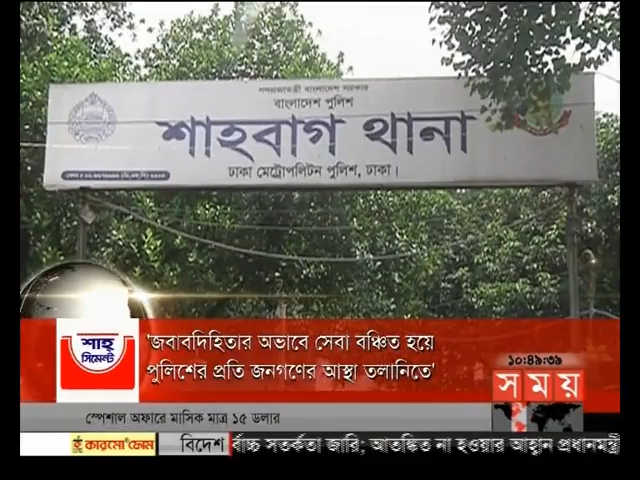 গণপ্রজাতন্ত্রী বাংলাদেশ সরকার
বাংলাদেশ পুলিশ
শাহবাগ থানা
ঢাকা মেট্রোপলিটন পুলিশ, ঢাকা।
শাহ্
সিমেন্ট
'জবাবদিহিতার অভাবে সেবা বঞ্চিত হয়ে
পুলিশের প্রতি জনগণের আস্থা তলানিতে'
১০:৪৯:৩৯
সময়
স্পেশাল অফারে মাসিক মাত্র ১৫ ডলার
কারমো ফোম
বিদেশ
র্বোচ্চ সতর্কতা জারি; আতঙ্কিত না হওয়ার আহ্বান প্রধানমন্ত্রী